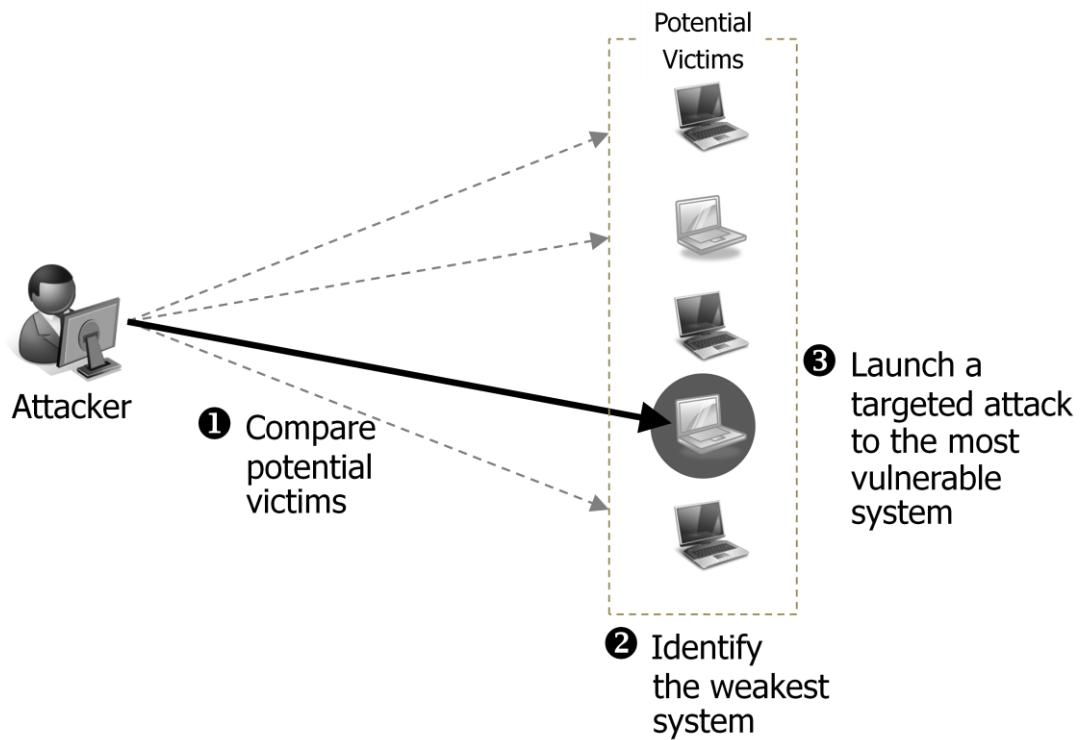 Potential
Victims
Attacker
❶ Compare
potential
victims
❸ Launch a
targeted attack
to the most
vulnerable
system
❷ Identify
the weakest
system